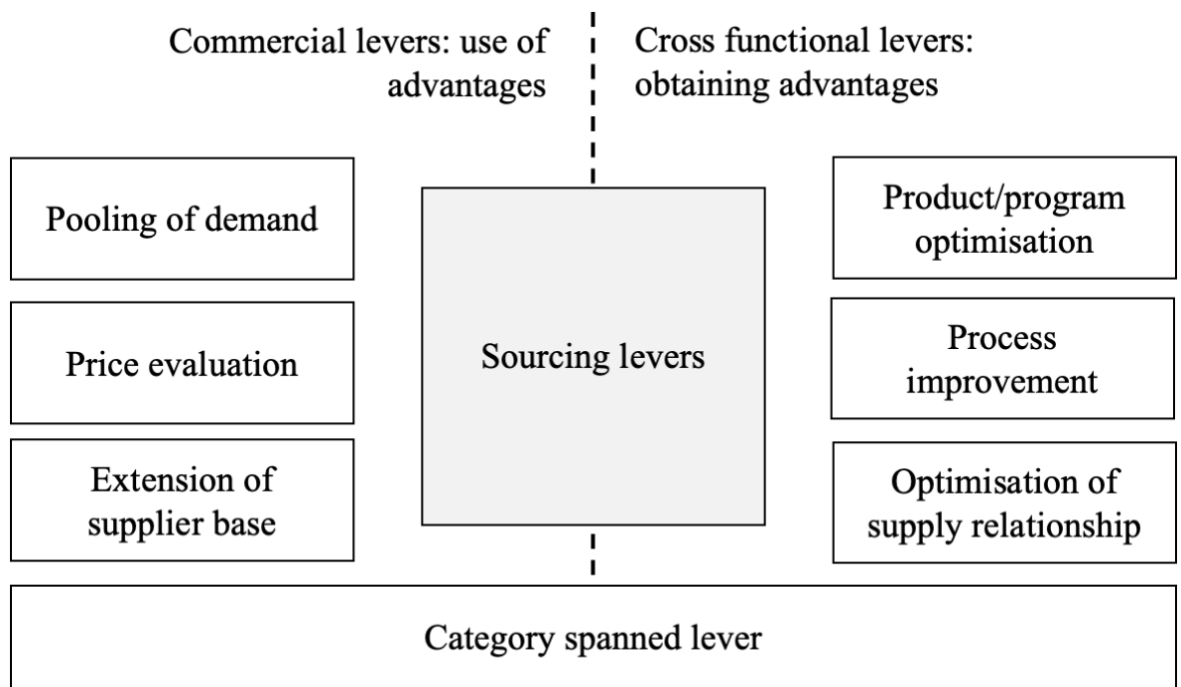 Commercial levers: use of
advantages
Cross functional levers:
obtaining advantages
Pooling of demand
Price evaluation
Extension of
supplier base
Sourcing levers
Product/program
optimisation
Process
improvement
Optimisation of
supply relationship
Category spanned lever